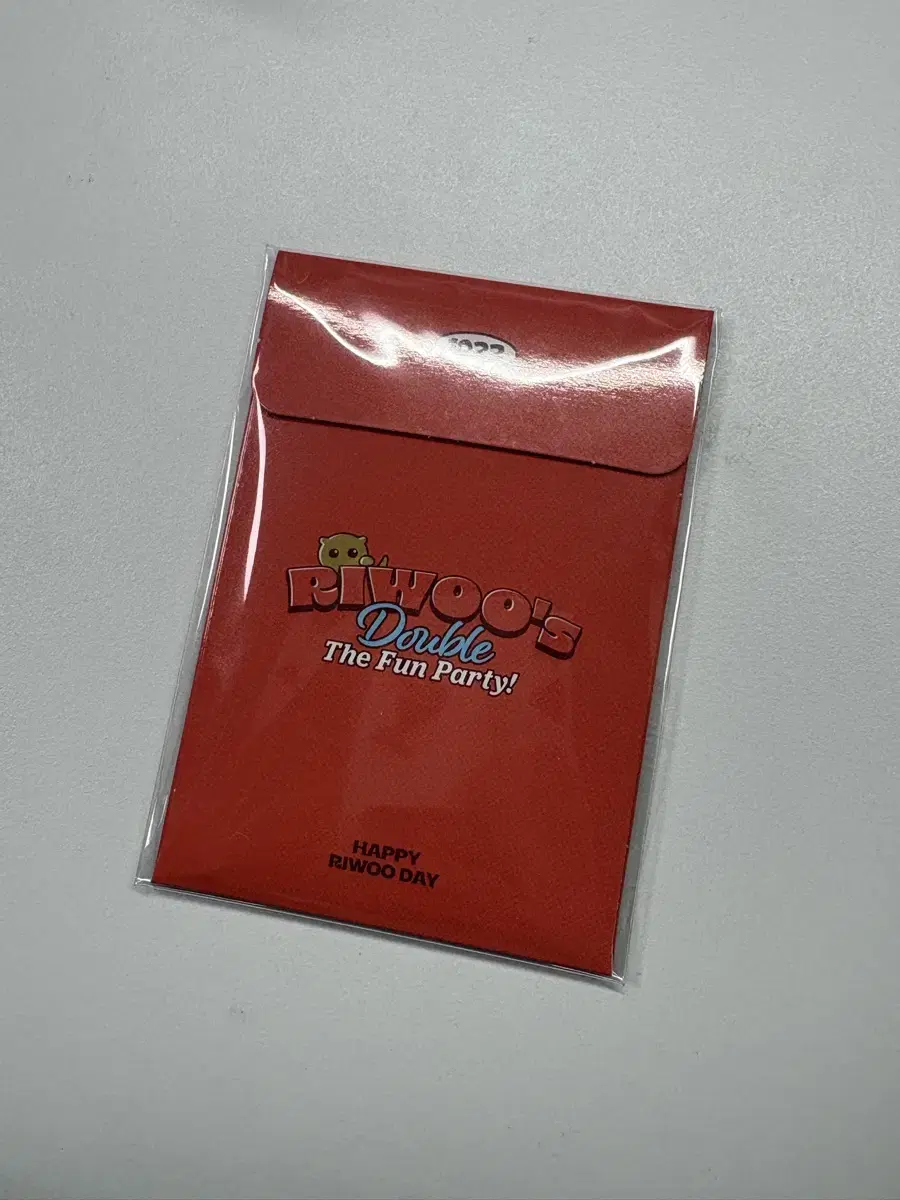 RIWOO's
Double
The Fun Party!
HAPPY
RIWOO DAY